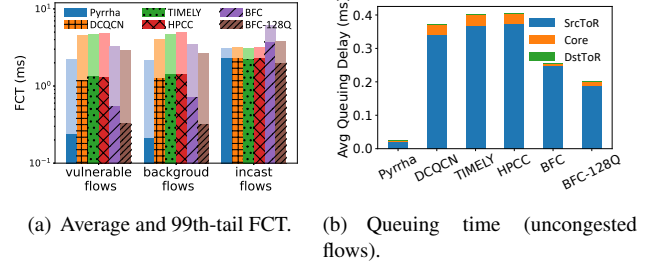 Pyrrha TIMELY BFC
DCQCN HPCC BFC-128Q
FCT (ms)
10¹
10⁰
10⁻¹
vulnerable flows
backgroud flows
incast flows
(a) Average and 99th-tail FCT.
Avg Queuing Delay (ms)
0.4
0.3
0.2
0.1
0.0
SrcToR
Core
DstToR
Pyrrha
DCQCN
TIMELY
HPCC
BFC
BFC-128Q
(b) Queuing time (uncongested
flows).